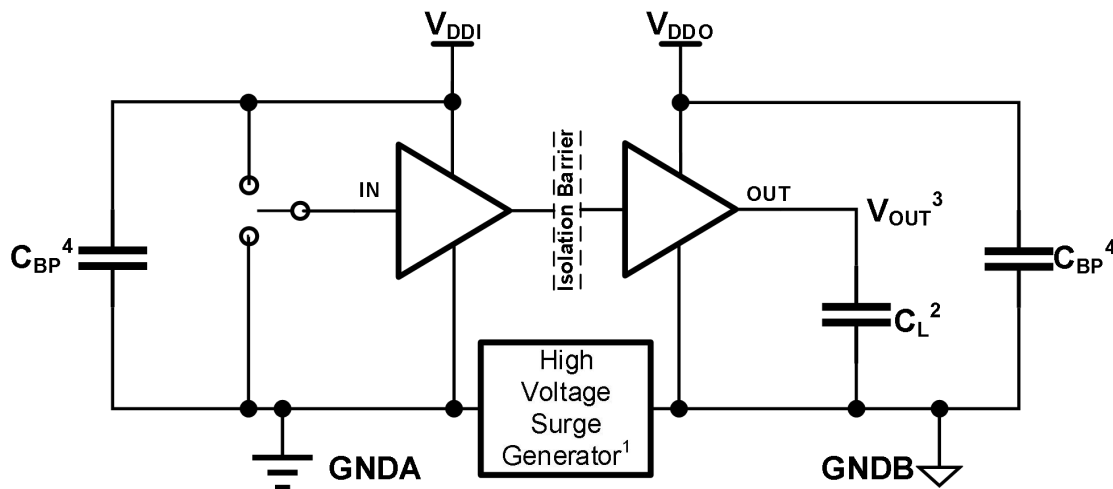 VDDI
VDDO
IN
Isolation Barrier
OUT
VOUT3
CBP4
CBP4
CL2
High
Voltage
Surge
Generator1
GNDA
GNDB